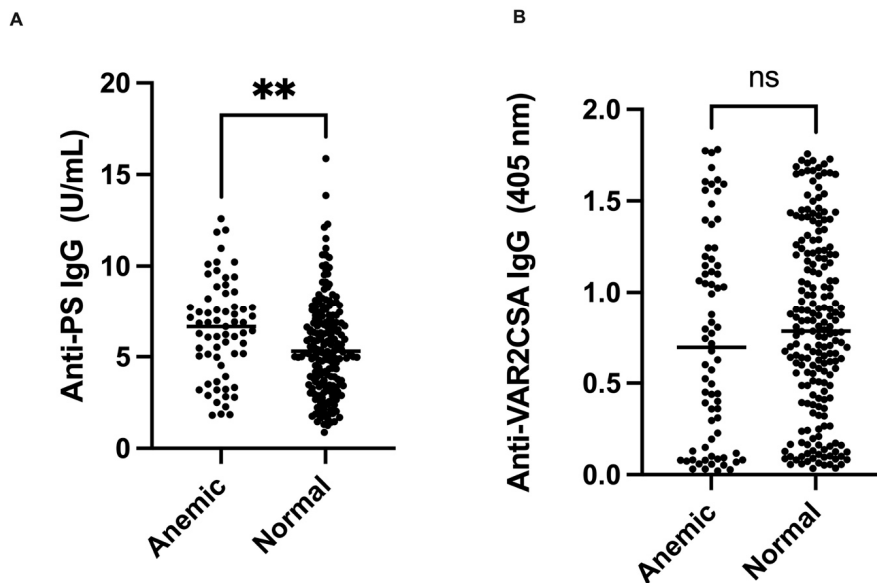 A
Anti-PS IgG (U/mL)
20
15
10
5
0
**
Anemic
Normal
B
Anti-VAR2CSA IgG (405 nm)
2.0
1.5
1.0
0.5
0.0
ns
Anemic
Normal